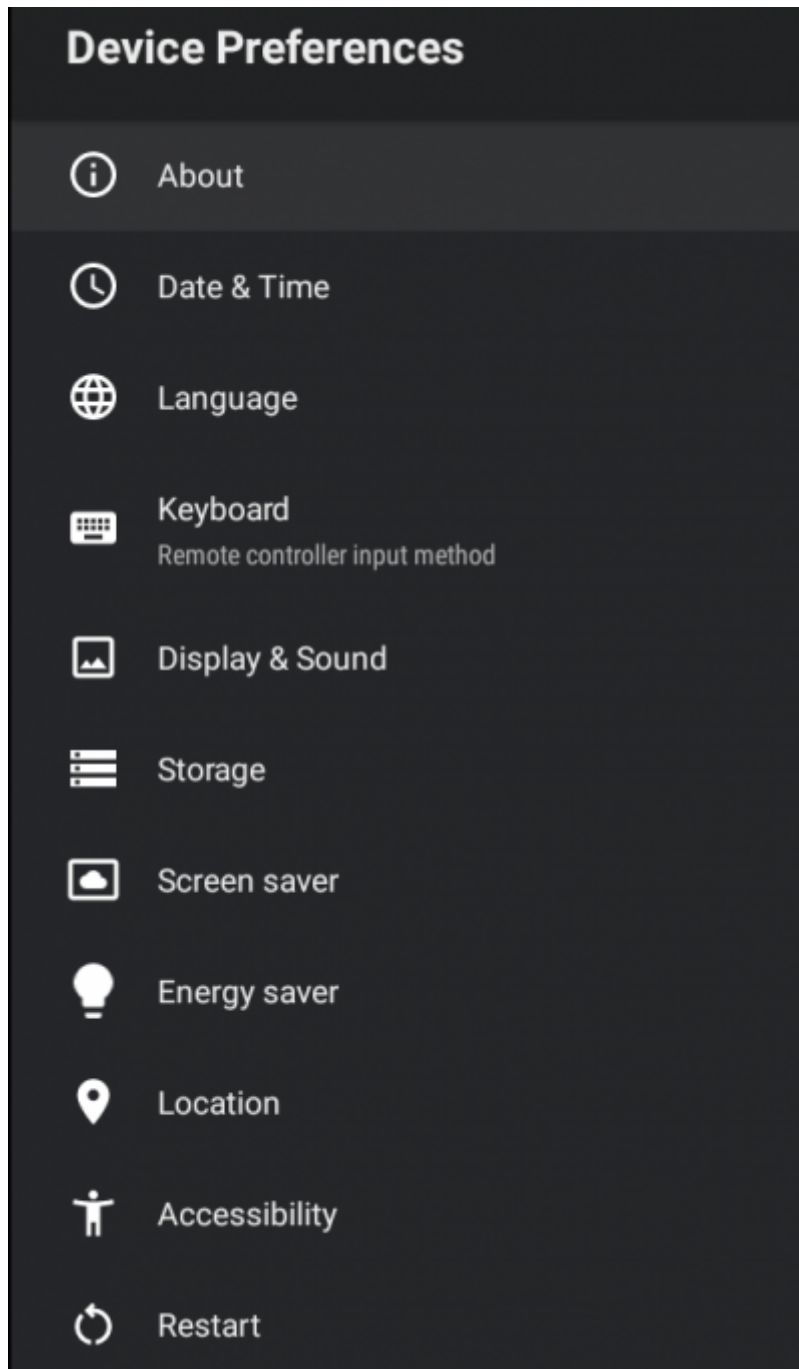 Device Preferences
About
Date & Time
Language
Keyboard
Remote controller input method
Display & Sound
Storage
Screen saver
Energy saver
Location
Accessibility
Restart